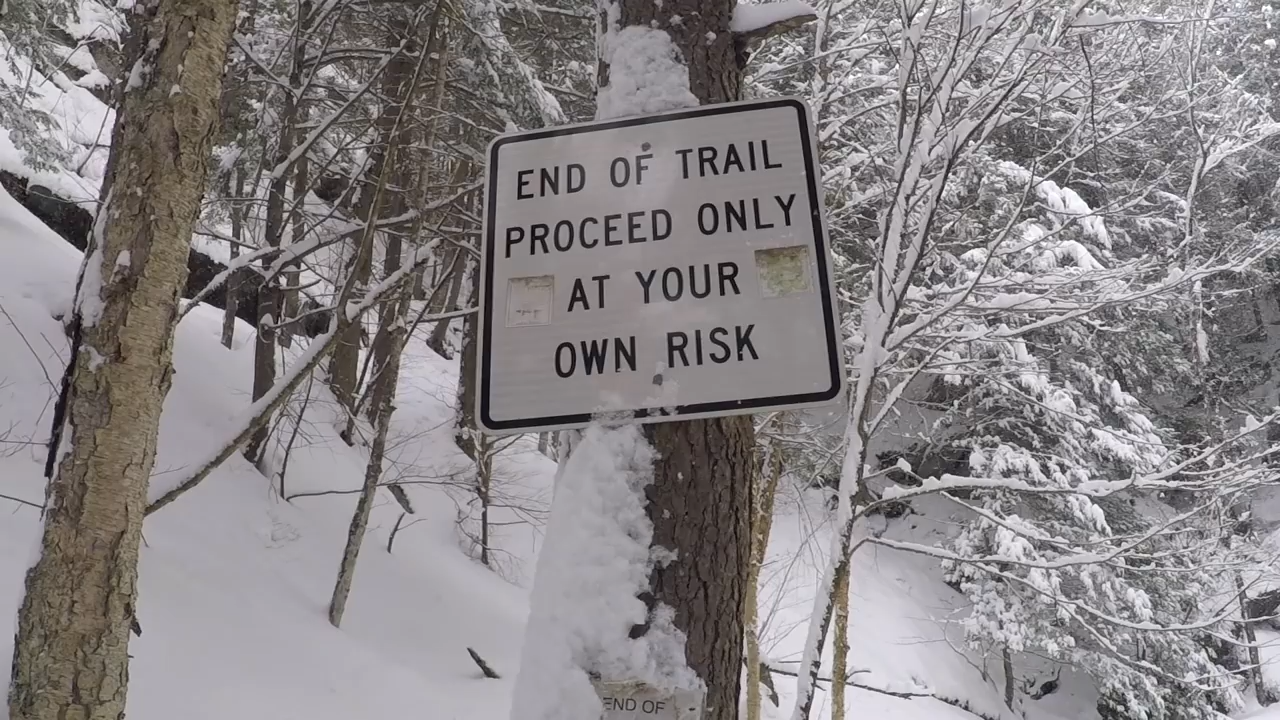 END OF TRAIL
PROCEED ONLY
AT YOUR
OWN RISK
END OF